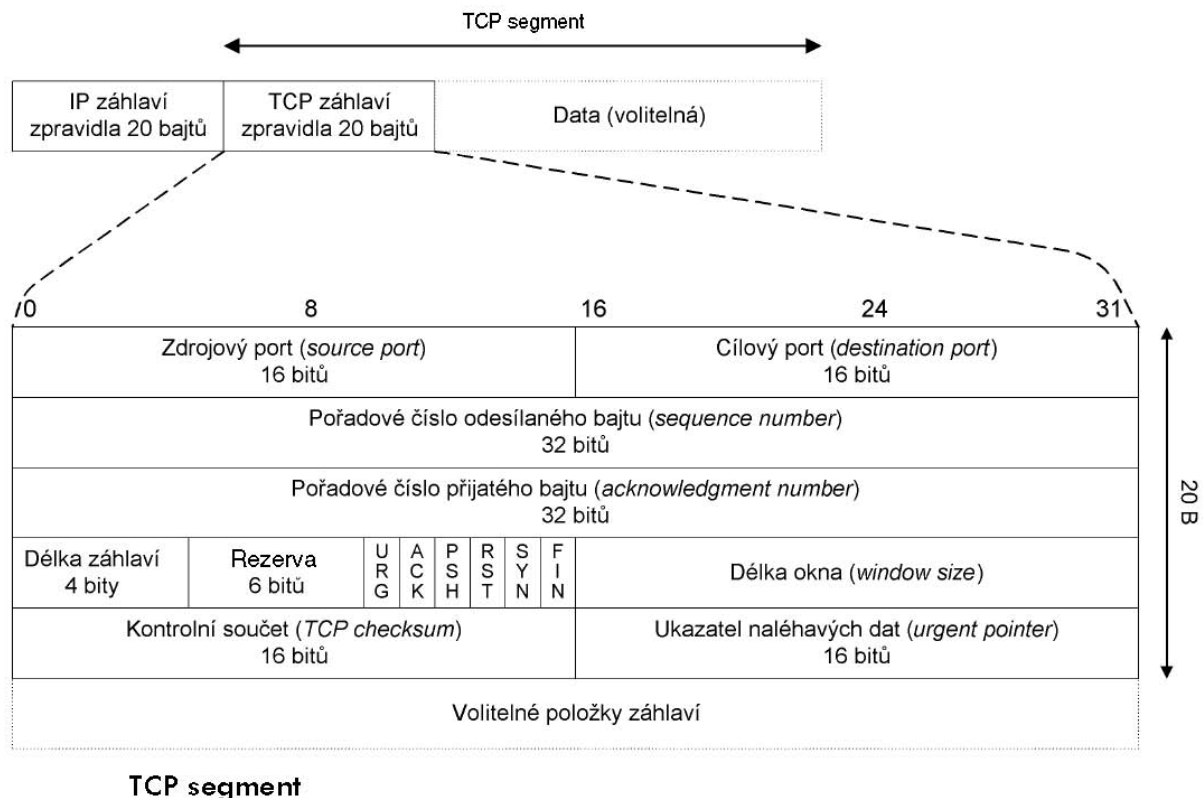 TCP segment
IP záhlaví
zpravidla 20 bajtů
TCP záhlaví
zpravidla 20 bajtů
Data (volitelná)
0 8 16 24 31
Zdrojový port (source port)
16 bitů
Cílový port (destination port)
16 bitů
Pořadové číslo odesílaného bajtu (sequence number)
32 bitů
Pořadové číslo přijatého bajtu (acknowledgment number)
32 bitů
20 B
Délka záhlaví
4 bity
Rezerva
6 bitů
URG
ACK
PSH
RST
SYN
FIN
Délka okna (window size)
Kontrolní součet (TCP checksum)
16 bitů
Ukazatel naléhavých dat (urgent pointer)
16 bitů
Volitelné položky záhlaví
TCP segment